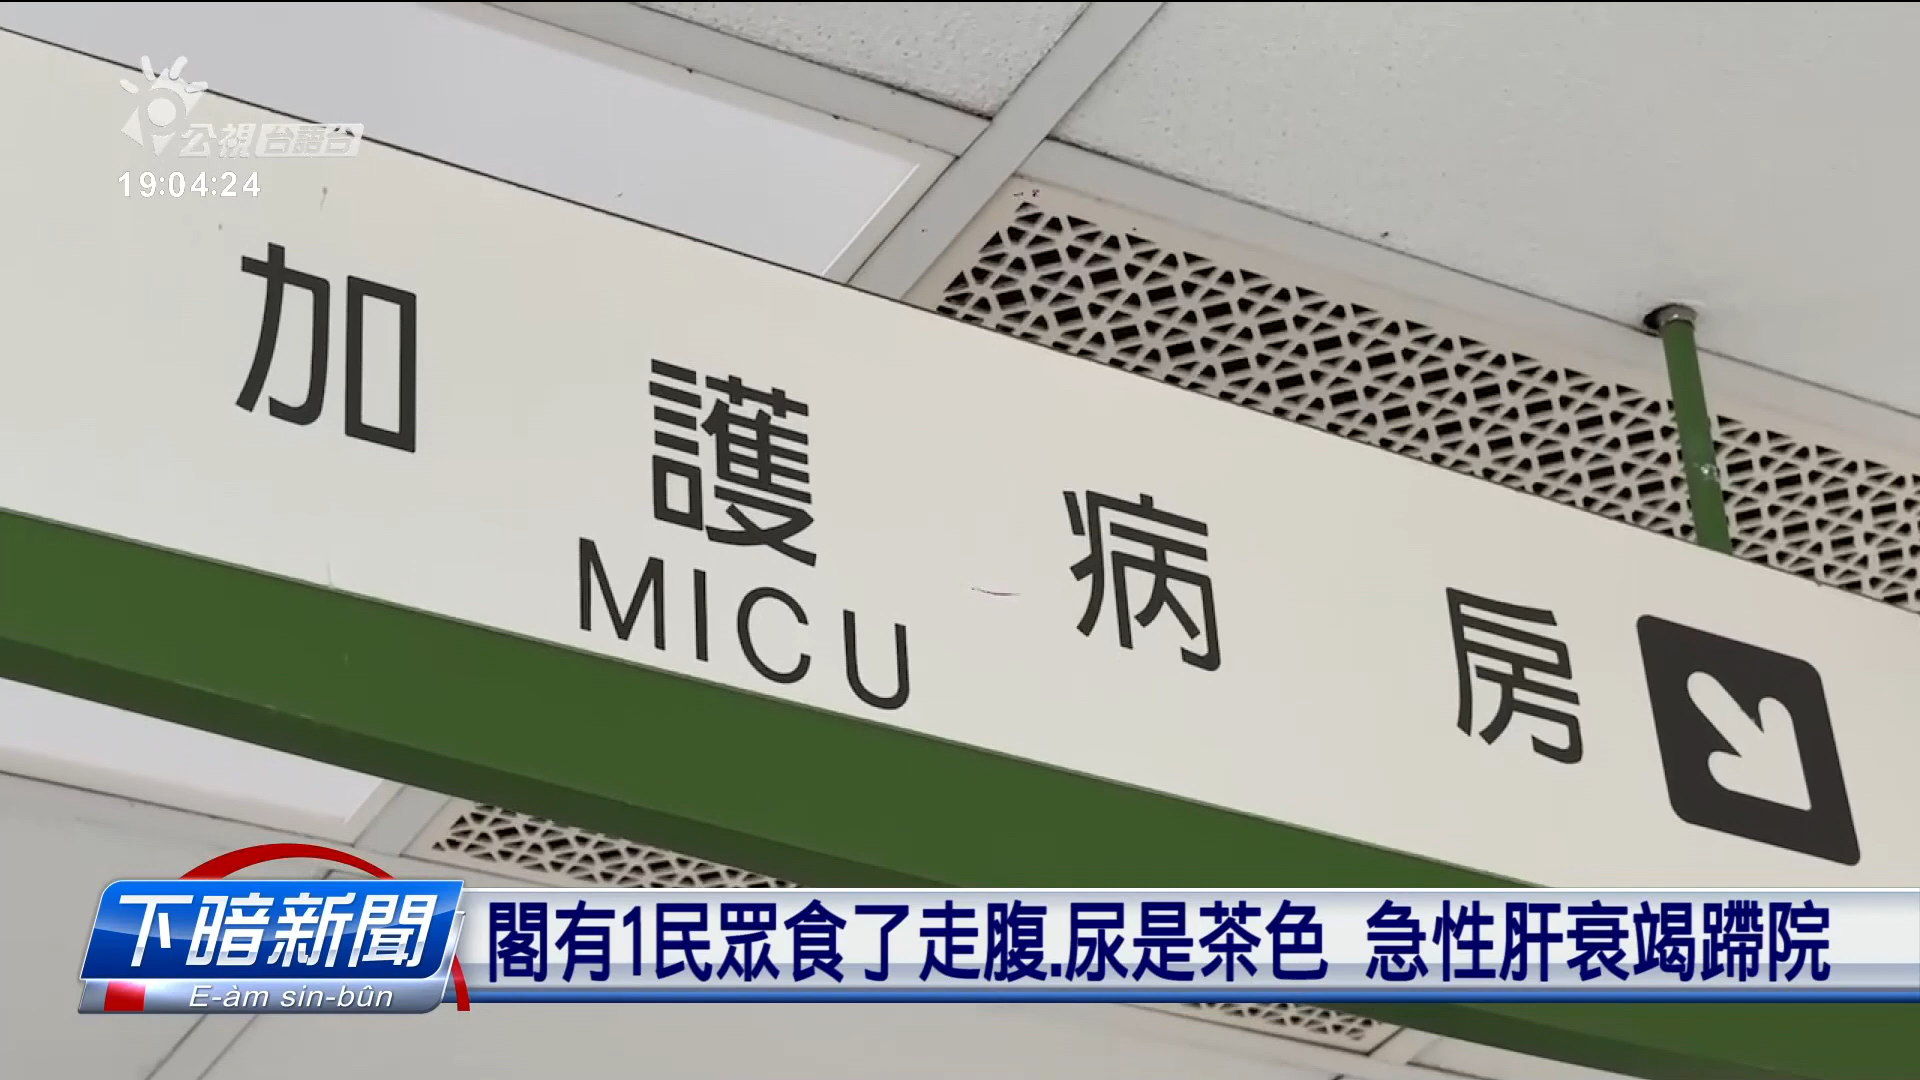 公視台語台
19:04:24
加護病房
MICU
下暗新聞
E-àm sin-bûn
閣有1民眾食了走腹.尿是茶色 急性肝衰竭蹛院